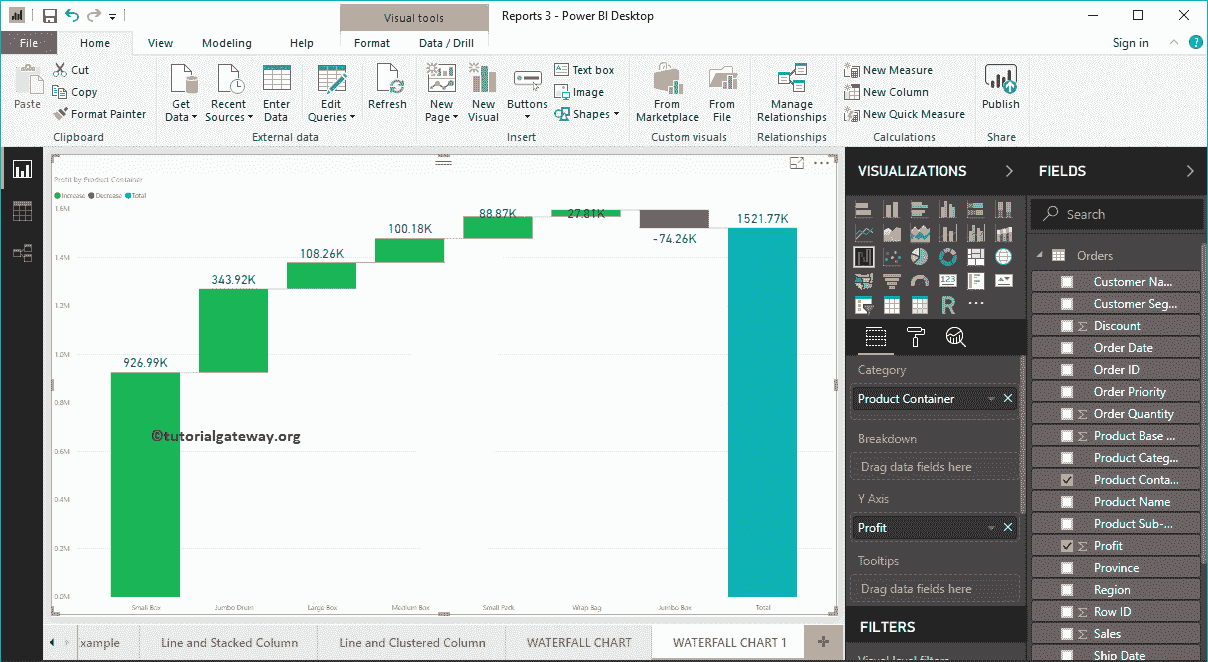 Visual tools
Reports 3 - Power BI Desktop
File
Home
View
Modeling
Help
Format
Data / Drill
Sign in
?
Paste
Cut
Copy
Format Painter
Clipboard
Get Data
Recent Sources
Enter Data
Edit Queries
External data
Refresh
New Page
New Visual
Buttons
Text box
Image
Shapes
Insert
From Marketplace
From File
Custom visuals
Manage Relationships
Relationships
New Measure
New Column
New Quick Measure
Calculations
Publish
Share
Profit by Product Container
Increase Decrease Total
1.6M
1.4M
1.2M
1.0M
0.8M
0.6M
0.4M
0.2M
0.0M
926.99K
343.92K
108.26K
100.18K
88.87K
27.81K
-74.26K
1521.77K
©tutorialgateway.org
Small Box
Jumbo Drum
Large Box
Medium Box
Small Pack
Wrap Bag
Jumbo Box
Total
xample
Line and Stacked Column
Line and Clustered Column
WATERFALL CHART
WATERFALL CHART 1
+
VISUALIZATIONS
123
R
Category
Product Container
Breakdown
Drag data fields here
Y Axis
Profit
Tooltips
Drag data fields here
FILTERS
Visual level filters
FIELDS
Search
Orders
Customer Na...
Customer Seg...
Σ Discount
Order Date
Order ID
Order Priority
Σ Order Quantity
Σ Product Base ...
Product Categ...
Product Conta...
Product Name
Product Sub-...
Σ Profit
Province
Region
Σ Row ID
Σ Sales
Ship Date